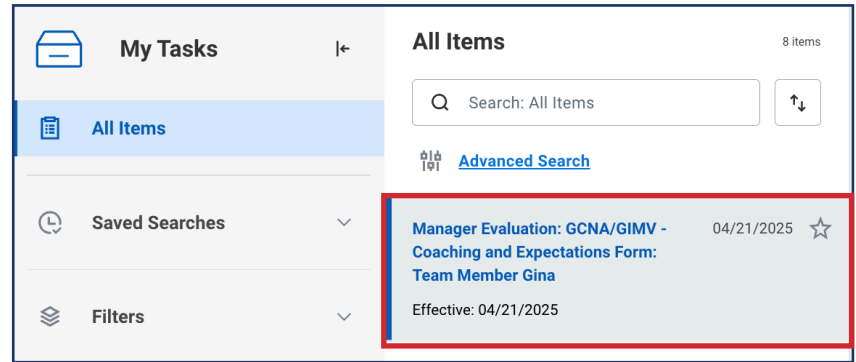 My Tasks
All Items
Saved Searches
Filters
All Items
8 items
Search: All Items
Advanced Search
Manager Evaluation: GCNA/GIMV -
Coaching and Expectations Form:
Team Member Gina
04/21/2025
Effective: 04/21/2025